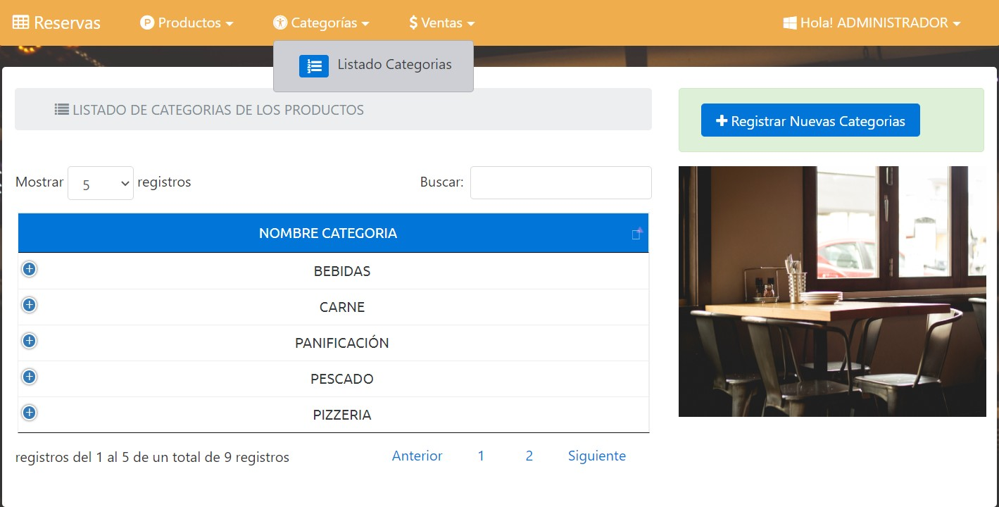 Reservas Productos Categorías Ventas Hola! ADMINISTRADOR
Listado Categorias
LISTADO DE CATEGORIAS DE LOS PRODUCTOS
Registrar Nuevas Categorias
Mostrar 5 registros Buscar:
NOMBRE CATEGORIA
BEBIDAS
CARNE
PANIFICACIÓN
PESCADO
PIZZERIA
registros del 1 al 5 de un total de 9 registros Anterior 1 2 Siguiente